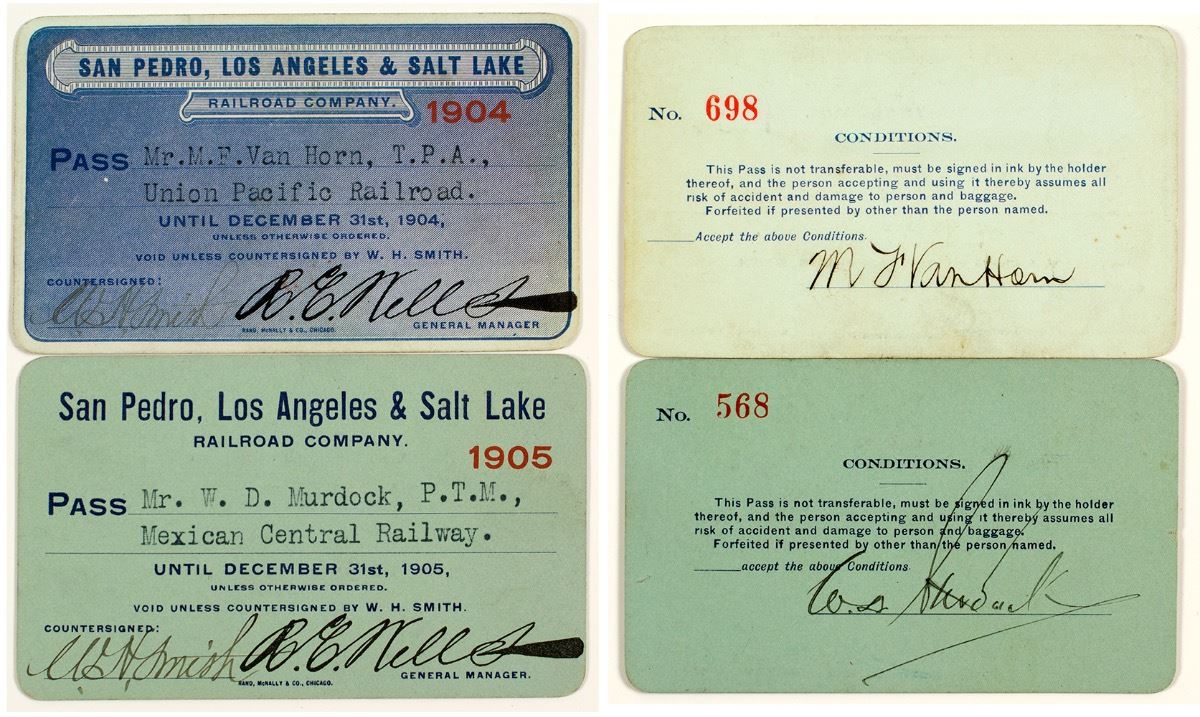 SAN PEDRO, LOS ANGELES & SALT LAKE
RAILROAD COMPANY.
1904
PASS Mr.M.F.Van Horn, T.P.A.,
Union Pacific Railroad.
UNTIL DECEMBER 31st, 1904,
UNLESS OTHERWISE ORDERED.
VOID UNLESS COUNTERSIGNED BY W. H. SMITH.
COUNTERSIGNED:
W H Smith R. E. Wells
GENERAL MANAGER
RAND, McNALLY & CO., CHICAGO.
No. 698
CONDITIONS.
This Pass is not transferable, must be signed in ink by the holder
thereof, and the person accepting and using it thereby assumes all
risk of accident and damage to person and baggage.
Forfeited if presented by other than the person named.
Accept the above Conditions.
M F Van Horn
San Pedro, Los Angeles & Salt Lake
RAILROAD COMPANY.
1905
PASS Mr. W. D. Murdock, P.T.M.,
Mexican Central Railway.
UNTIL DECEMBER 31st, 1905,
UNLESS OTHERWISE ORDERED.
VOID UNLESS COUNTERSIGNED BY W. H. SMITH.
COUNTERSIGNED:
W H Smith R. E. Wells
GENERAL MANAGER.
RAND, McNALLY & CO., CHICAGO.
No. 568
CONDITIONS.
This Pass is not transferable, must be signed in ink by the holder
thereof, and the person accepting and using it thereby assumes all
risk of accident and damage to person and baggage.
Forfeited if presented by other than the person named.
accept the above Conditions
W. D. Murdock